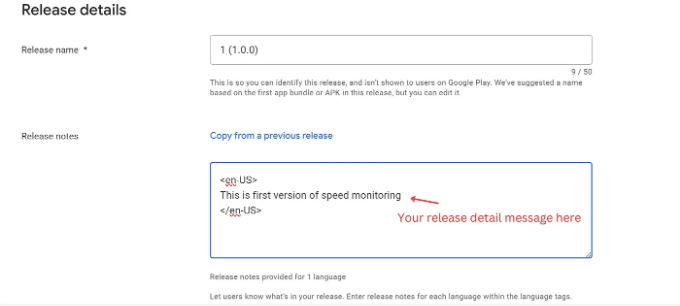 Release details
Release name *
1 (1.0.0)
9 / 50
This is so you can identify this release, and isn't shown to users on Google Play. We've suggested a name
based on the first app bundle or APK in this release, but you can edit it.
Release notes
Copy from a previous release
<en-US>
This is first version of speed monitoring
</en-US>
Your release detail message here
Release notes provided for 1 language
Let users know what's in your release. Enter release notes for each language within the language tags.